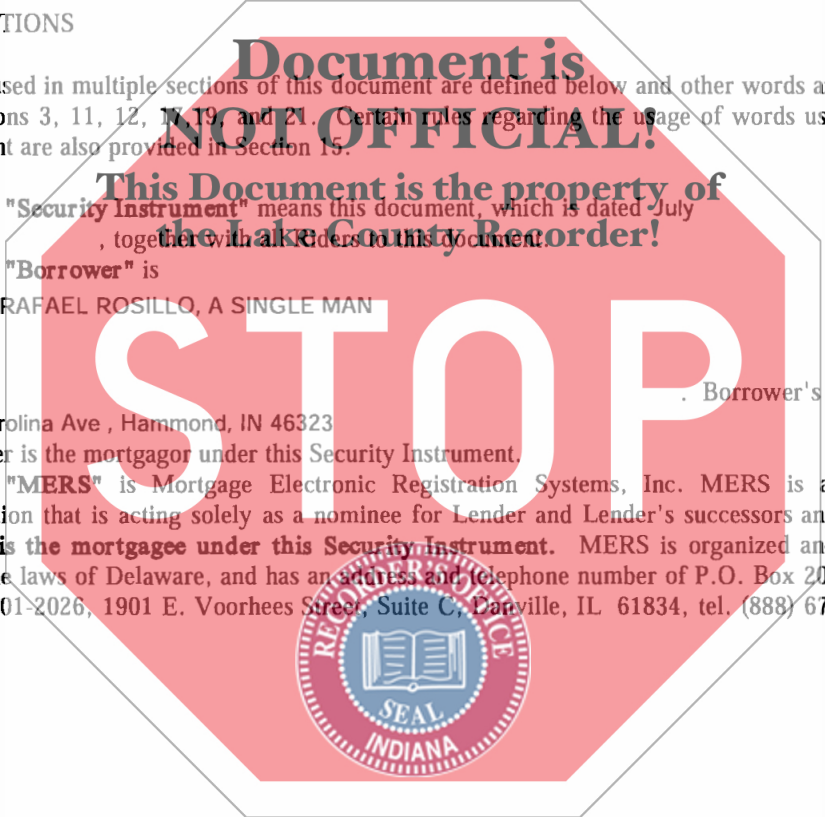 TIONS
Document is
sed in multiple sections of this document are defined below and other words a
ns 3, 11, 12, 17, 19, and 21. Certain rules regarding the usage of words us
NOT OFFICIAL!
t are also provided in Section 15.
This Document is the property of
"Security Instrument" means this document, which is dated July
the Lake County Recorder!
, together with all Riders to this document.
"Borrower" is
RAFAEL ROSILLO, A SINGLE MAN
STOP
. Borrower's
rolina Ave , Hammond, IN 46323
r is the mortgagor under this Security Instrument.
"MERS" is Mortgage Electronic Registration Systems, Inc. MERS is a
ion that is acting solely as a nominee for Lender and Lender's successors an
is the mortgagee under this Security Instrument. MERS is organized an
e laws of Delaware, and has an address and telephone number of P.O. Box 20
01-2026, 1901 E. Voorhees Street, Suite C, Danville, IL 61834, tel. (888) 67
RECORDER'S OFFICE
SEAL
INDIANA